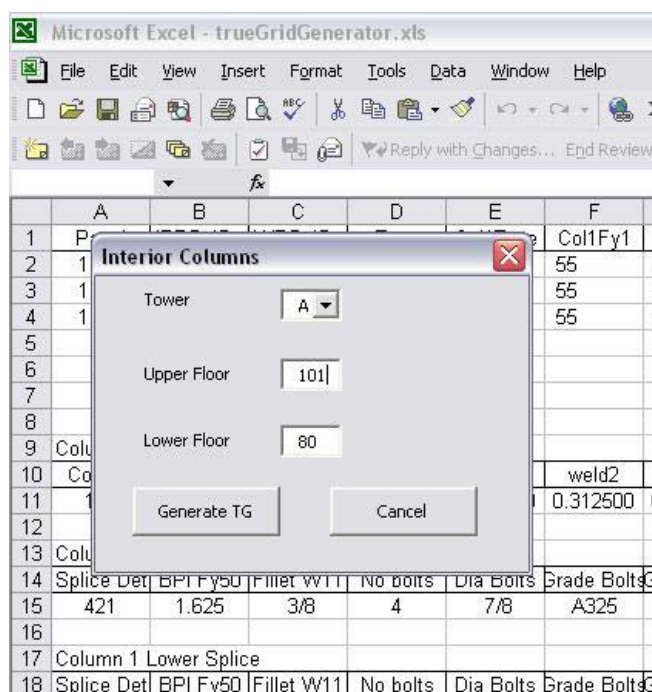 Microsoft Excel - trueGridGenerator.xls
File Edit View Insert Format Tools Data Window Help
ABC
Reply with Changes... End Review
fx
A B C D E F
1 Col1Fy1
2 1 55
3 1 55
4 1 55
5
6
7
8
9 Colu
10 Co weld2
11 1 0.312500
12
13 Colu
14 Splice Det BPI Fy50 Fillet W11 No bolts Dia Bolts Grade Bolts
15 421 1.625 3/8 4 7/8 A325
16
17 Column 1 Lower Splice
18 Splice Det BPI Fy50 Fillet W11 No bolts Dia Bolts Grade Bolts
Interior Columns
Tower A
Upper Floor 101
Lower Floor 80
Generate TG Cancel